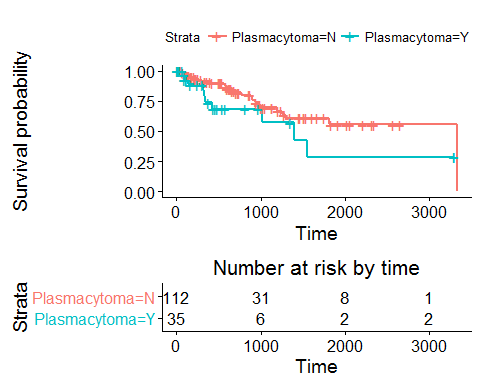 Strata Plasmacytoma=N Plasmacytoma=Y
Survival probability
1.00
0.75
0.50
0.25
0.00
0 1000 2000 3000
Time
Number at risk by time
Strata
Plasmacytoma=N 112 31 8 1
Plasmacytoma=Y 35 6 2 2
0 1000 2000 3000
Time